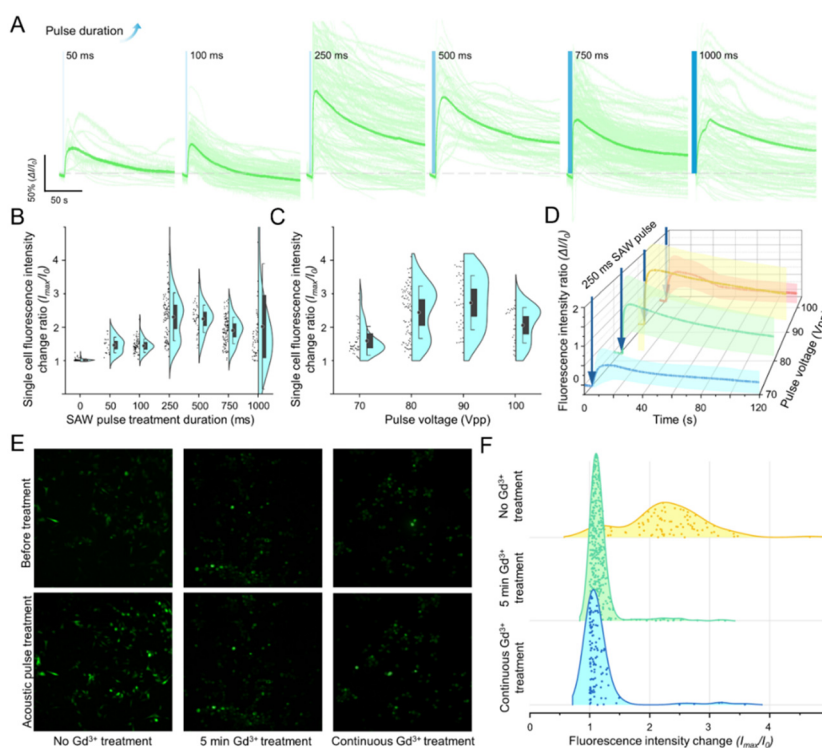 A
Pulse duration
50 ms
100 ms
250 ms
500 ms
750 ms
1000 ms
50% (ΔI/I₀)
50 s
B
Single cell fluorescence intensity
change ratio (Imax/I₀)
4
3
2
1
0 50 100 250 500 750 1000
SAW pulse treatment duration (ms)
C
Single cell fluorescence intensity
change ratio (Imax/I₀)
4
3
2
1
70 80 90 100
Pulse voltage (Vpp)
D
250 ms SAW pulse
Fluorescence intensity ratio (ΔI/I₀)
2
2
1
0
0 20 40 60 80 100 120
Time (s)
70
80
90
100
Pulse voltage (Vpp)
E
Before treatment
Acoustic pulse treatment
No Gd³⁺ treatment
5 min Gd³⁺ treatment
Continuous Gd³⁺ treatment
F
No Gd³⁺
treatment
5 min Gd³⁺
treatment
Continuous Gd³⁺
treatment
0 1 2 3 4
Fluorescence intensity change (Imax/I₀)